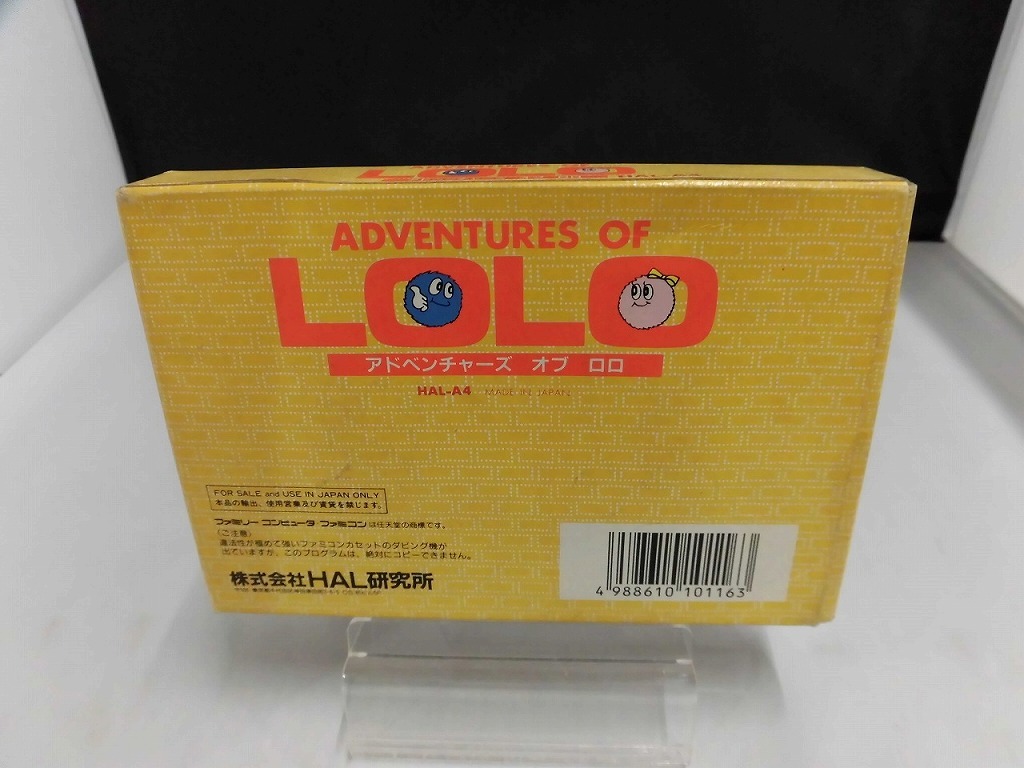 ADVENTURES OF
LOLO
HAL-A4
ADVENTURES OF
LOLO
アドベンチャーズ オブ ロロ
HAL-A4 MADE IN JAPAN
FOR SALE and USE IN JAPAN ONLY
本品の輸出、使用営業及び賃貸を禁じます。
ファミリーコンピュータ・ファミコンは任天堂の商標です。
〈ご注意〉
違法性が極めて強いファミコンカセットのダビング機が
出ていますが、このプログラムは、絶対にコピーできません。
株式会社HAL研究所
4 988610 101163